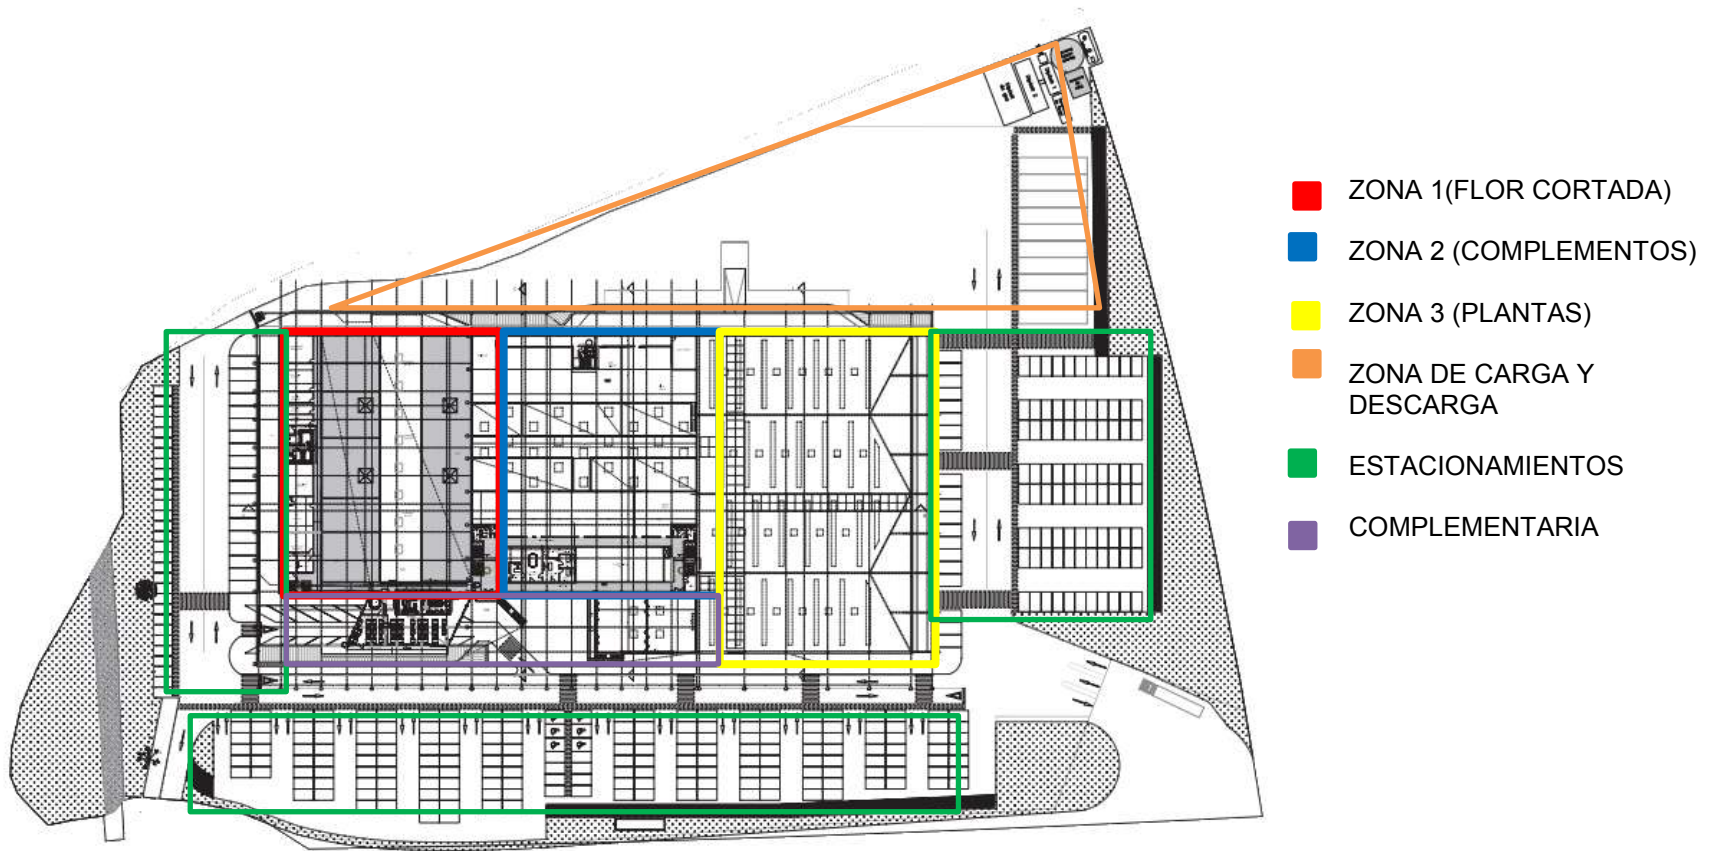 ZONA 1(FLOR CORTADA)
ZONA 2 (COMPLEMENTOS)
ZONA 3 (PLANTAS)
ZONA DE CARGA Y
DESCARGA
ESTACIONAMIENTOS
COMPLEMENTARIA